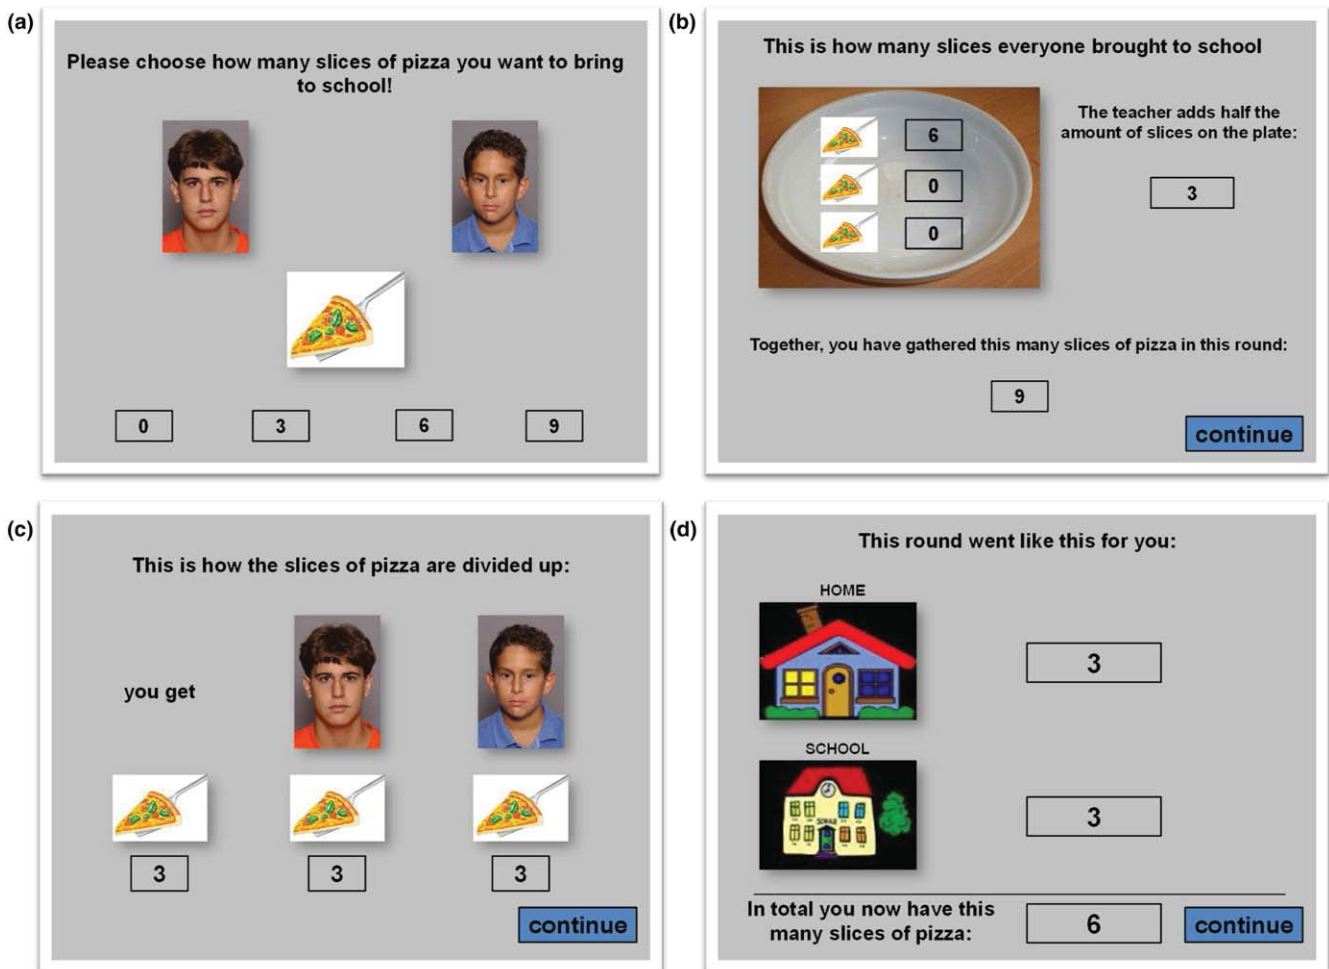 (a)
Please choose how many slices of pizza you want to bring
to school!
0
3
6
9
(b)
This is how many slices everyone brought to school
6
0
0
The teacher adds half the
amount of slices on the plate:
3
Together, you have gathered this many slices of pizza in this round:
9
continue
(c)
This is how the slices of pizza are divided up:
you get
3
3
3
continue
(d)
This round went like this for you:
HOME
3
SCHOOL
3
In total you now have this
many slices of pizza:
6
continue